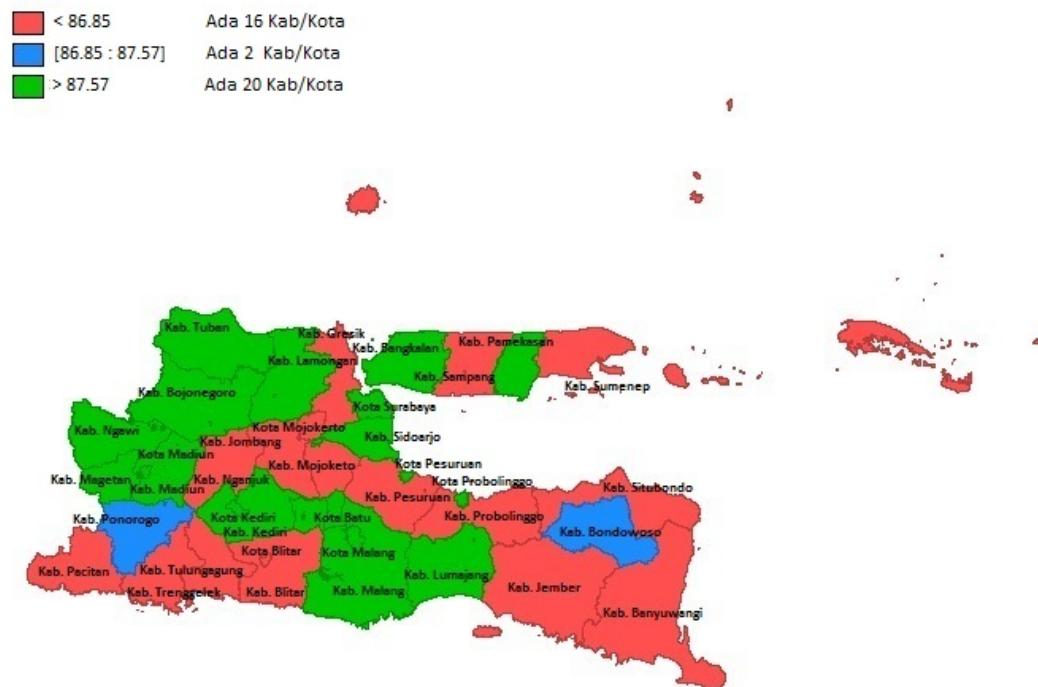 < 86.85 Ada 16 Kab/Kota
[86.85 : 87.57] Ada 2 Kab/Kota
> 87.57 Ada 20 Kab/Kota
Kab. Tuban
Kab. Gresik
Kab. Bangkalan
Kab. Pamekasan
Kab. Lamongan
Kab. Sampang
Kab. Sumenep
Kab. Bojonegoro
Kota Surabaya
Kab. Ngawi
Kota Mojokerto
Kab. Sidoarjo
Kab. Jombang
Kota Madiun
Kab. Mojoketo
Kota Pesuruan
Kab. Magetan
Kab. Madiun
Kab. Nganjuk
Kota Probolinggo
Kab. Situbondo
Kab. Pesuruan
Kab. Ponorogo
Kota Kediri
Kota Batu
Kab. Probolinggo
Kab. Kediri
Kab. Bondowoso
Kota Blitar
Kota Malang
Kab. Pacitan
Kab. Tulungagung
Kab. Lumajang
Kab. Trenggelek
Kab. Blitar
Kab. Malang
Kab. Jember
Kab. Banyuwangi